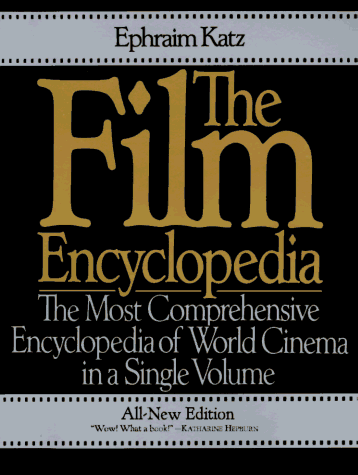 Ephraim Katz
The
Film
Encyclopedia
The Most Comprehensive
Encyclopedia of World Cinema
in a Single Volume
All-New Edition
"Wow! What a book!" —KATHARINE HEPBURN